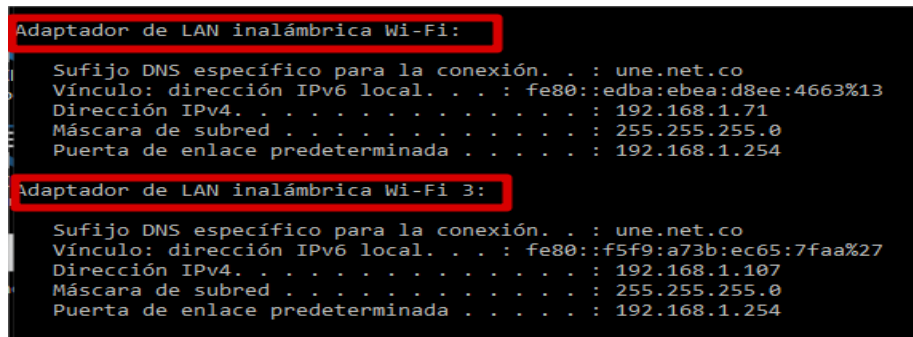 Adaptador de LAN inalámbrica Wi-Fi:
Sufijo DNS específico para la conexión. . : une.net.co
Vínculo: dirección IPv6 local. . . : fe80::edba:ebea:d8ee:4663%13
Dirección IPv4. . . . . . . . . . . . . . : 192.168.1.71
Máscara de subred . . . . . . . . . . . . : 255.255.255.0
Puerta de enlace predeterminada . . . . . : 192.168.1.254
Adaptador de LAN inalámbrica Wi-Fi 3:
Sufijo DNS específico para la conexión. . : une.net.co
Vínculo: dirección IPv6 local. . . : fe80::f5f9:a73b:ec65:7faa%27
Dirección IPv4. . . . . . . . . . . . . . : 192.168.1.107
Máscara de subred . . . . . . . . . . . . : 255.255.255.0
Puerta de enlace predeterminada . . . . . : 192.168.1.254